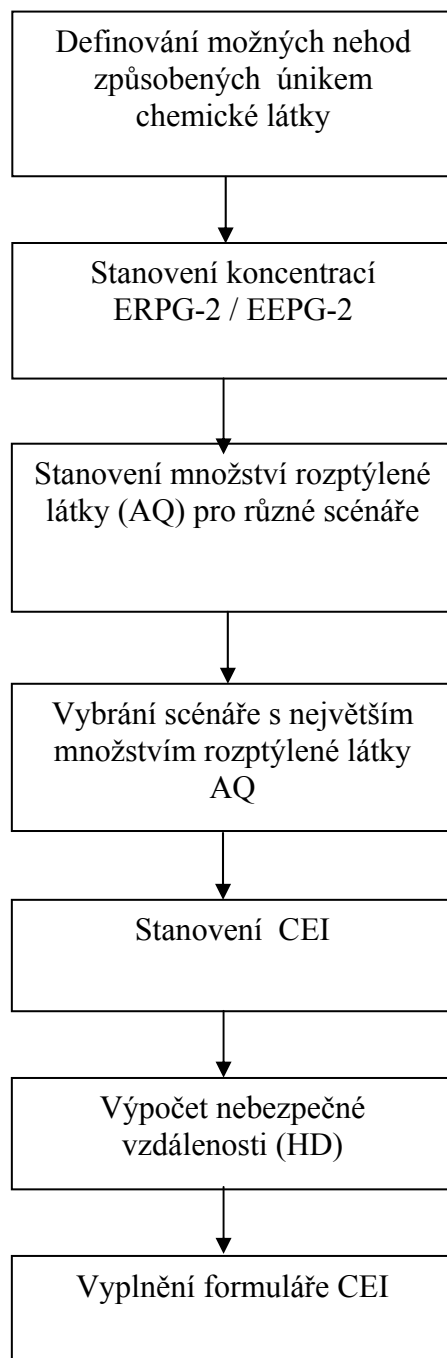 Definování možných nehod
způsobených únikem
chemické látky
Stanovení koncentrací
ERPG-2 / EEPG-2
Stanovení množství rozptýlené
látky (AQ) pro různé scénáře
Vybrání scénáře s největším
množstvím rozptýlené látky
AQ
Stanovení CEI
Výpočet nebezpečné
vzdálenosti (HD)
Vyplnění formuláře CEI